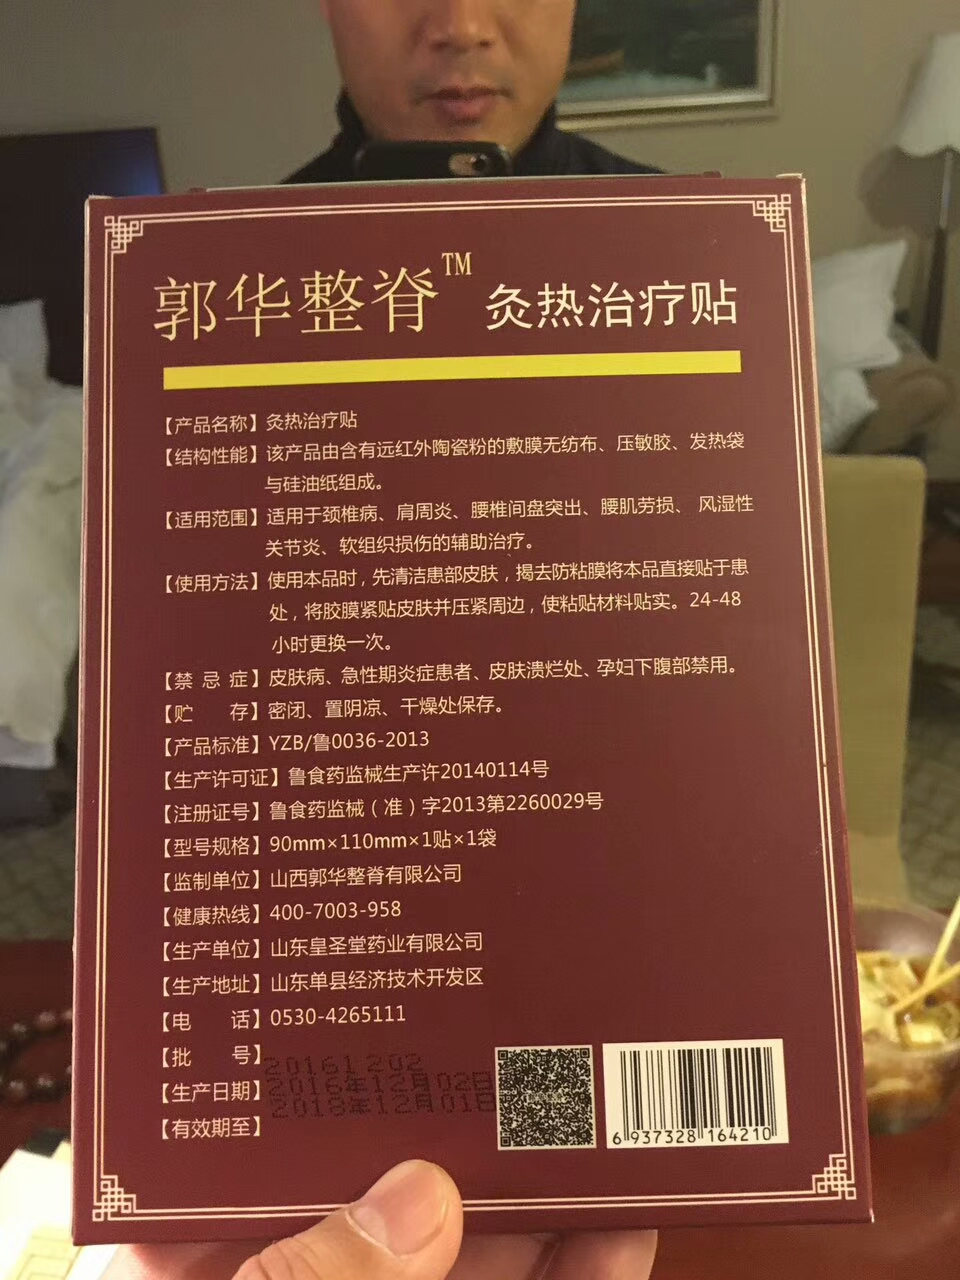 郭华整脊™ 灸热治疗贴
【产品名称】灸热治疗贴
【结构性能】该产品由含有远红外陶瓷粉的敷膜无纺布、压敏胶、发热袋
与硅油纸组成。
【适用范围】适用于颈椎病、肩周炎、腰椎间盘突出、腰肌劳损、风湿性
关节炎、软组织损伤的辅助治疗。
【使用方法】使用本品时，先清洁患部皮肤，揭去防粘膜将本品直接贴于患
处，将胶膜紧贴皮肤并压紧周边，使粘贴材料贴实。24-48
小时更换一次。
【禁忌症】皮肤病、急性期炎症患者、皮肤溃烂处、孕妇下腹部禁用。
【贮存】密闭、置阴凉、干燥处保存。
【产品标准】YZB/鲁0036-2013
【生产许可证】鲁食药监械生产许20140114号
【注册证号】鲁食药监械（准）字2013第2260029号
【型号规格】90mm×110mm×1贴×1袋
【监制单位】山西郭华整脊有限公司
【健康热线】400-7003-958
【生产单位】山东皇圣堂药业有限公司
【生产地址】山东单县经济技术开发区
【电话】0530-4265111
【批号】20161202
【生产日期】2016年12月02日
【有效期至】2018年12月01日
6 937328 164210